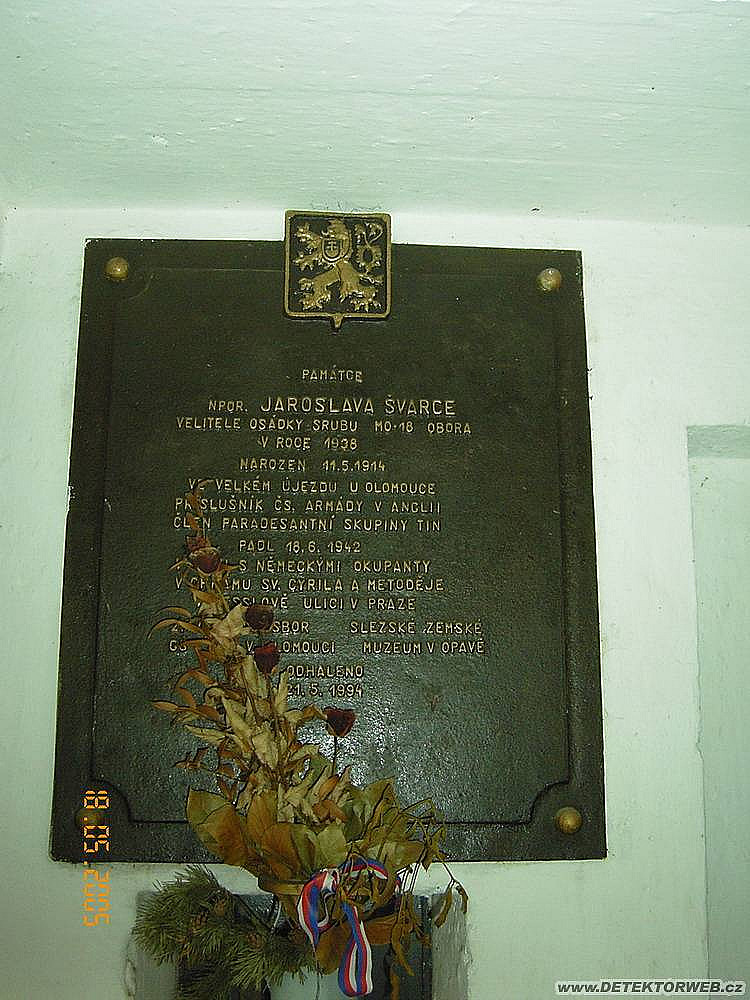 PAMÁTCE
NPOR. JAROSLAVA ŠVARCE
VELITELE OSÁDKY SRUBU MO-18 OBORA
V ROCE 1938
NAROZEN 11.5.1914
VE VELKÉM ÚJEZDU U OLOMOUCE
PŘÍSLUŠNÍK ČS. ARMÁDY V ANGLII
ČLEN PARADESANTNÍ SKUPINY TIN
PADL 18.6.1942
S NĚMECKÝMI OKUPANTY
V CHRÁMU SV. CYRILA A METODĚJE
ULICI V PRAZE
SLEZSKÉ ZEMSKÉ
MUZEUM V OPAVĚ
ODHALENO
21.5.1994
8.05.2005
www.DETEKTORWEB.cz